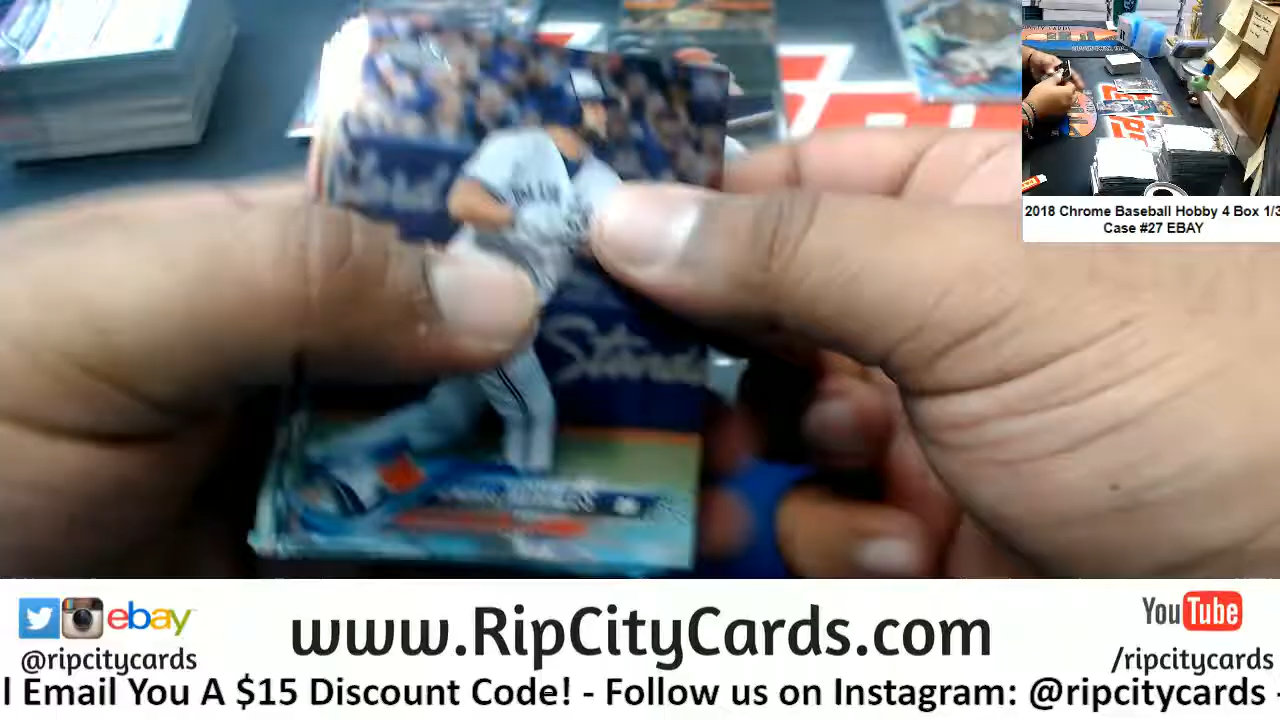 2018 Chrome Baseball Hobby 4 Box 1/3
Case #27 EBAY
Stands
ebay
@ripcitycards
www.RipCityCards.com
YouTube
/ripcitycards
l Email You A $15 Discount Code! - Follow us on Instagram: @ripcitycards -